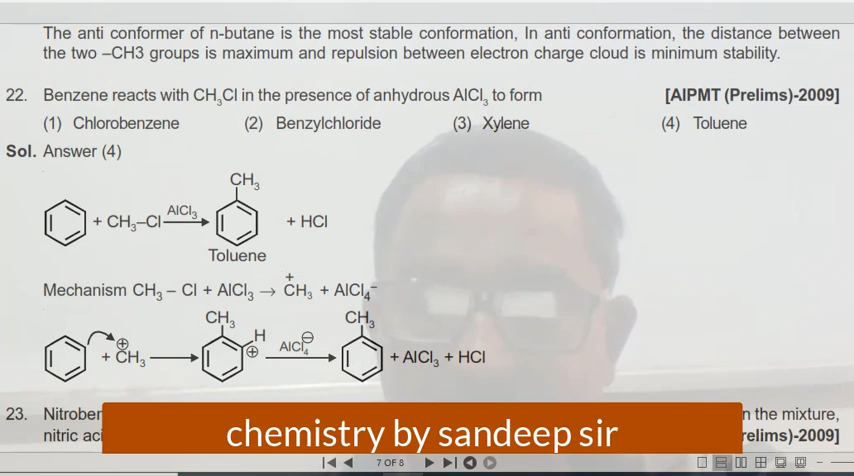 The anti conformer of n-butane is the most stable conformation, In anti conformation, the distance between
the two –CH3 groups is maximum and repulsion between electron charge cloud is minimum stability.
22. Benzene reacts with CH₃Cl in the presence of anhydrous AlCl₃ to form [AIPMT (Prelims)-2009]
(1) Chlorobenzene (2) Benzylchloride (3) Xylene (4) Toluene
Sol. Answer (4)
CH₃
+ CH₃–Cl AlCl₃ + HCl
Toluene
Mechanism CH₃ – Cl + AlCl₃ → C⁺H₃ + AlCl₄⁻
CH₃ CH₃
+ ⊕CH₃ H ⊕ AlCl₄⊖ + AlCl₃ + HCl
23. Nitroben n the mixture,
nitric aci relims)-2009]
chemistry by sandeep sir
7 OF 8